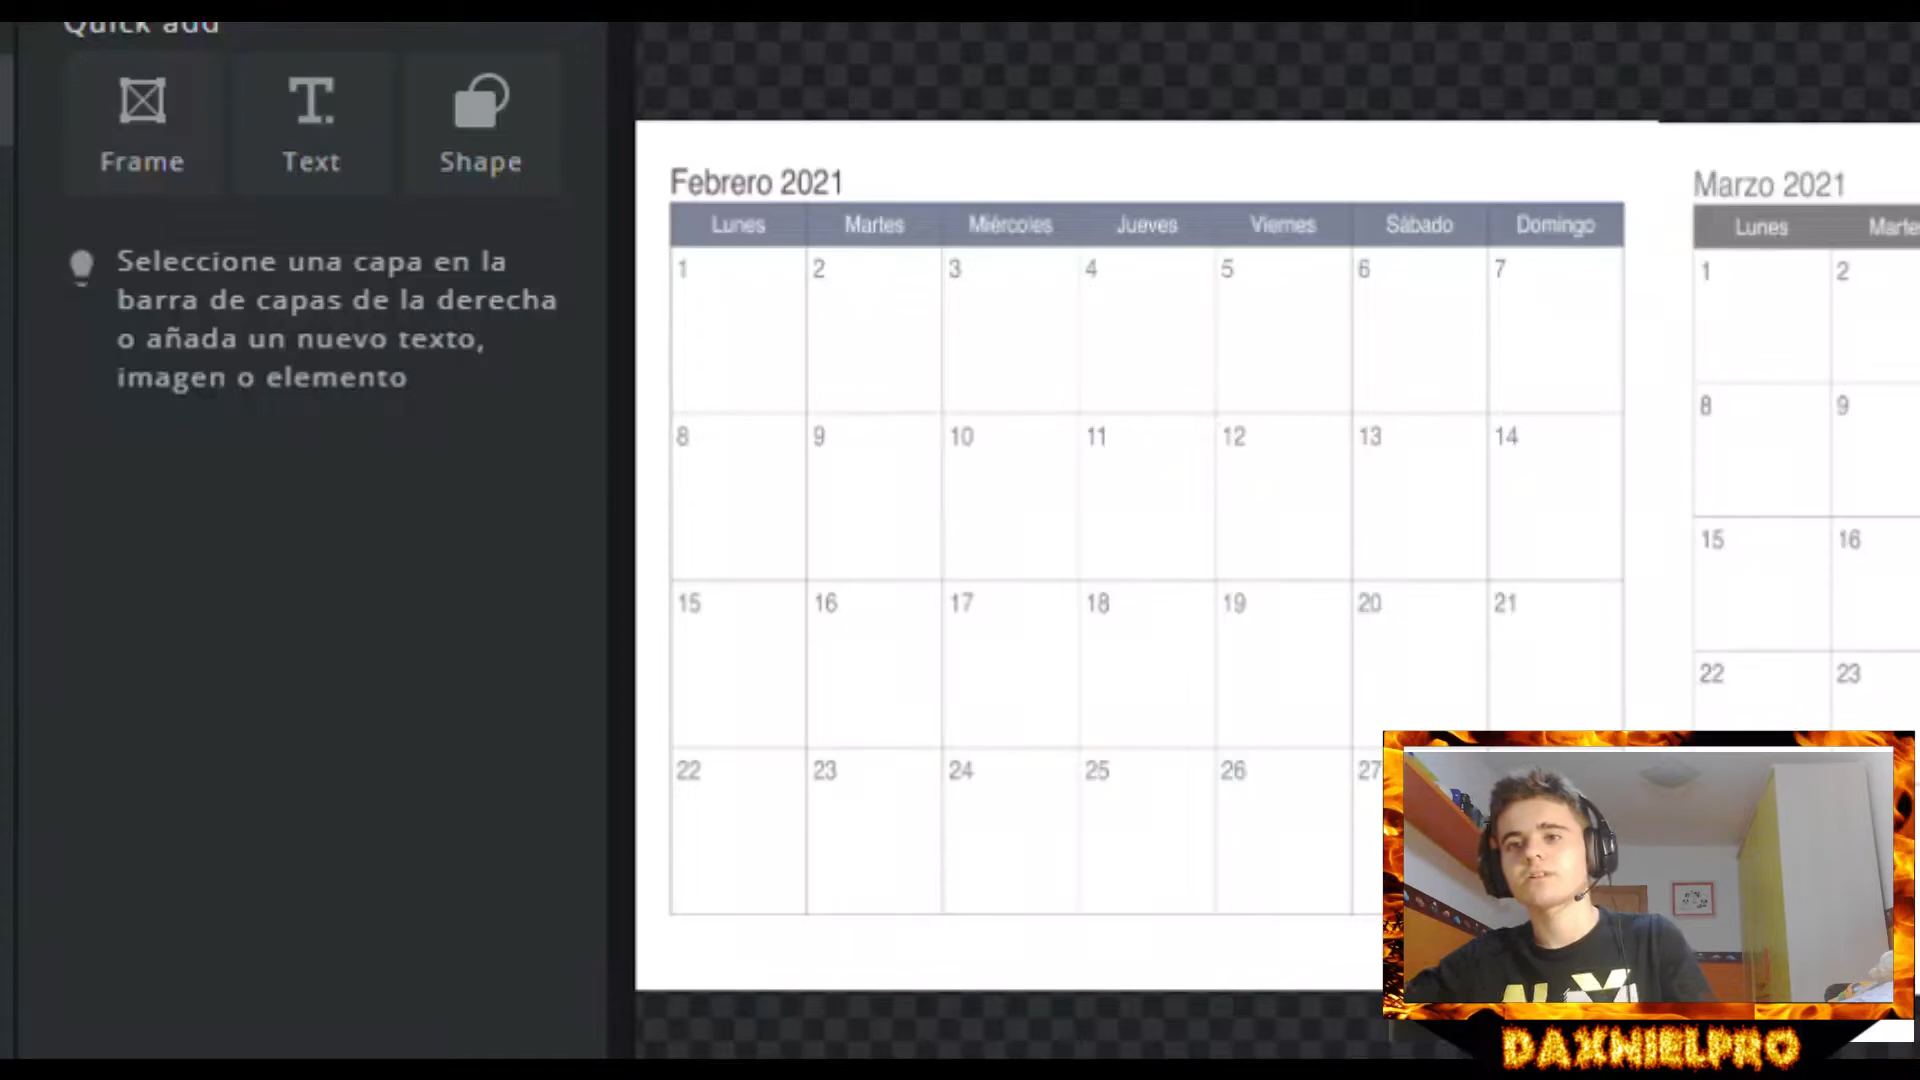 Quick add
Frame Text Shape
Seleccione una capa en la
barra de capas de la derecha
o añada un nuevo texto,
imagen o elemento
Febrero 2021
Lunes Martes Miércoles Jueves Viernes Sábado Domingo
1 2 3 4 5 6 7
8 9 10 11 12 13 14
15 16 17 18 19 20 21
22 23 24 25 26 27
Marzo 2021
Lunes Marte
1 2
8 9
15 16
22 23
DAXNIELPRO